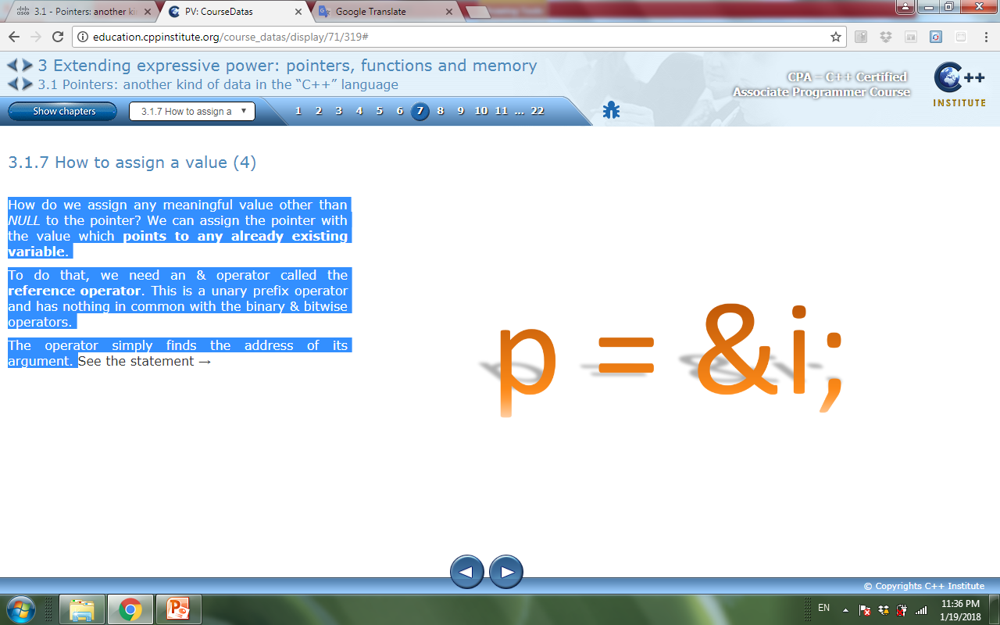 3.1 - Pointers: another ki
PV: CourseDatas
Google Translate
education.cppinstitute.org/course_datas/display/71/319#
3 Extending expressive power: pointers, functions and memory
3.1 Pointers: another kind of data in the “C++” language
CPA – C++ Certified
Associate Programmer Course
C++
INSTITUTE
Show chapters
3.1.7 How to assign a
1 2 3 4 5 6 7 8 9 10 11 ... 22
3.1.7 How to assign a value (4)
How do we assign any meaningful value other than
NULL to the pointer? We can assign the pointer with
the value which points to any already existing
variable.
To do that, we need an & operator called the
reference operator. This is a unary prefix operator
and has nothing in common with the binary & bitwise
operators.
The operator simply finds the address of its
argument. See the statement →
p = &i;
© Copyrights C++ Institute
EN
11:36 PM
1/19/2018